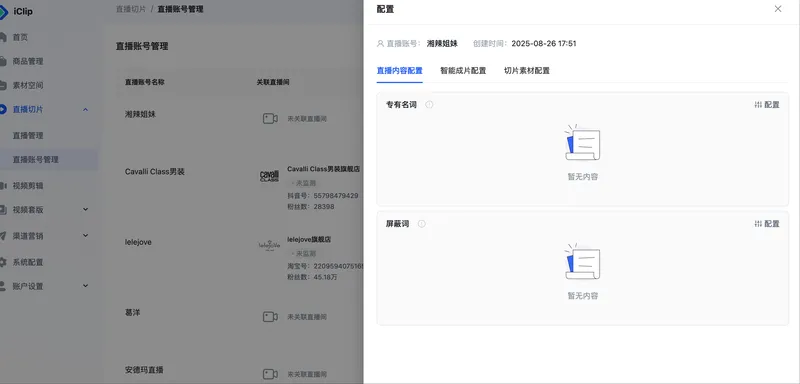 iClip
首页
商品管理
素材空间
直播切片
直播管理
直播账号管理
视频剪辑
视频套版
渠道营销
系统配置
账户设置
直播切片 / 直播账号管理
直播账号管理
直播账号名称 关联直播间
湘辣姐妹 未关联直播间
Cavalli Class男装
cavalli CLASS
Cavalli Class男装旗舰店
未监测
抖音号: 55796479429
粉丝数: 28398
lelejove
lelejove
lelejove旗舰店
未监测
淘宝号: 2209594075168
粉丝数: 45.18万
葛洋 未关联直播间
安德玛直播 未关联直播间
配置
直播账号: 湘辣姐妹 创建时间: 2025-08-26 17:51
直播内容配置 智能成片配置 切片素材配置
专有名词 配置
暂无内容
屏蔽词 配置
暂无内容